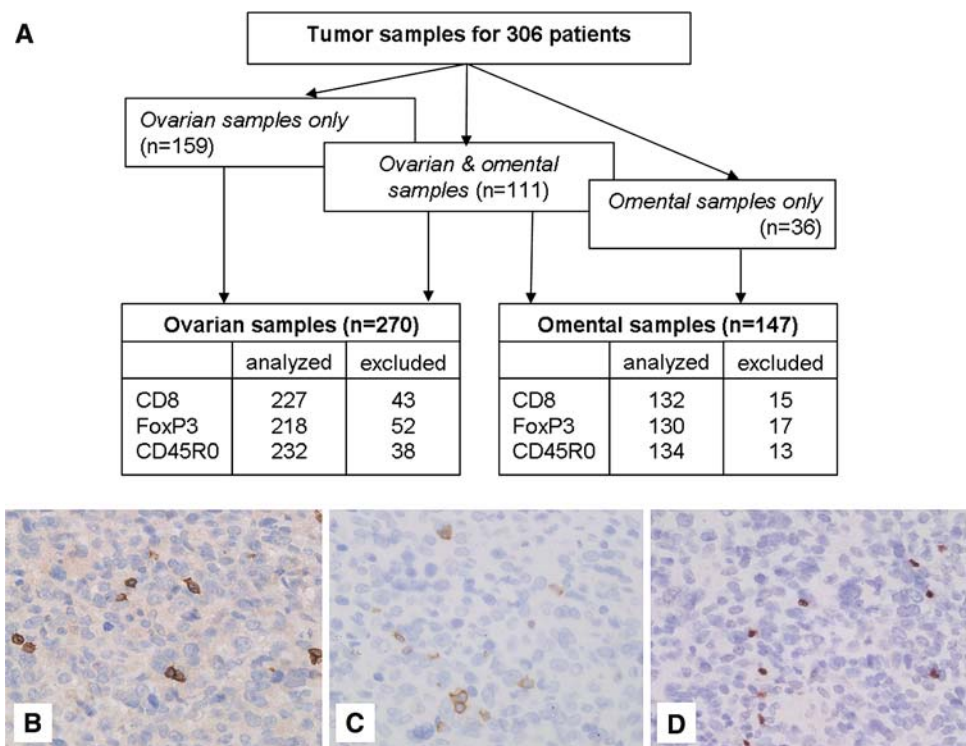 A
Tumor samples for 306 patients
Ovarian samples only
(n=159)
Ovarian & omental
samples (n=111)
Omental samples only
(n=36)
Ovarian samples (n=270)
analyzed excluded
CD8 227 43
FoxP3 218 52
CD45R0 232 38
Omental samples (n=147)
analyzed excluded
CD8 132 15
FoxP3 130 17
CD45R0 134 13
B
C
D